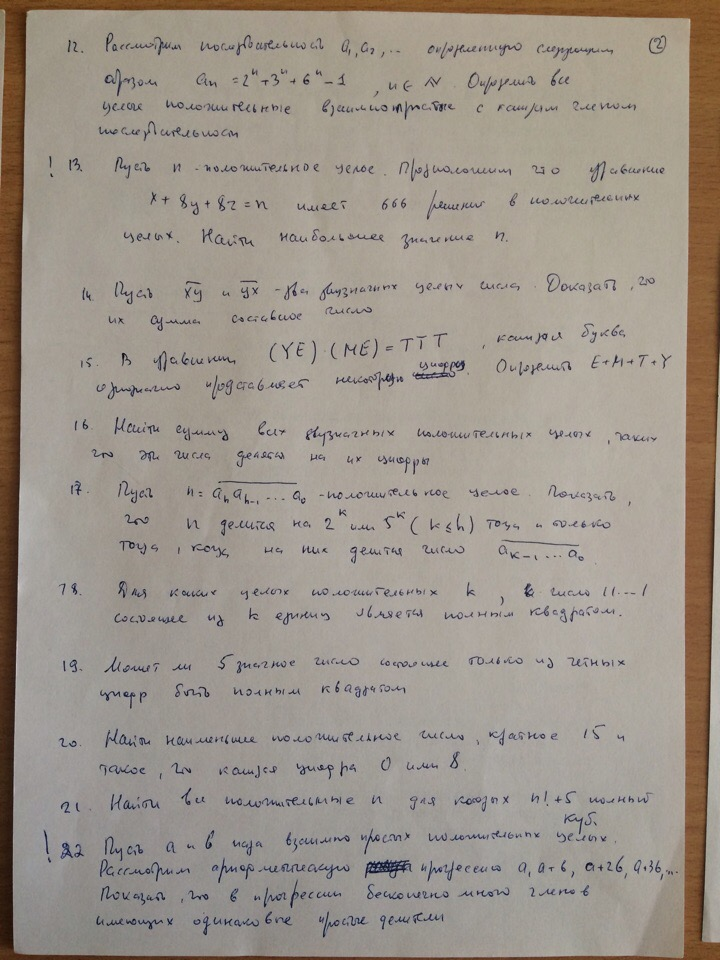 (2)
12. Рассмотрим последвательность a₁, a₂, ... определенную следующим
образом aₙ = 2ⁿ+3ⁿ+6ⁿ-1 , n ∈ N. Определить все
целые положительные взаимнопростые с каждым членом
последвательности
! 13. Пусть n - положительное целое. Предположим что уравнение
x + 8y + 8z = n имеет 666 решений в положительных
целых. Найти наибольшее значение n.
14. Пусть xy и yx - два двузначных целых числа. Доказать, что
их сумма составное число
15. В уравнении (YE)·(ME) = TTT , каждая буква
однозначно представляет некоторую цифру. Определить E+M+T+Y
16. Найти сумму всех двузначных положительных целых, таких
что эти числа делятся на их цифры
17. Пусть n = aₕaₕ₋₁...a₀ - положительное целое. Показать,
что n делится на 2ᵏ или 5ᵏ (k ≤ h) тогда и только
тогда, когда на них делится число aₖ₋₁...a₀
18. Для каких целых положительных k , число 11...1
состоящее из k единиц является полным квадратом.
19. Может ли 5 значное число состоящее только из четных
цифр быть полным квадратом
20. Найти наименьшее положительное число, кратное 15 и
такое, что каждая цифра 0 или 8.
21. Найти все положительные n для которых n! + 5 полный
куб.
! 22 Пусть a и b пара взаимно простых положительных целых.
Рассмотрим арифметическую прогрессию a, a+b, a+2b, a+3b, ...
Показать, что в прогрессии бесконечно много членов
имеющих одинаковые простые делители